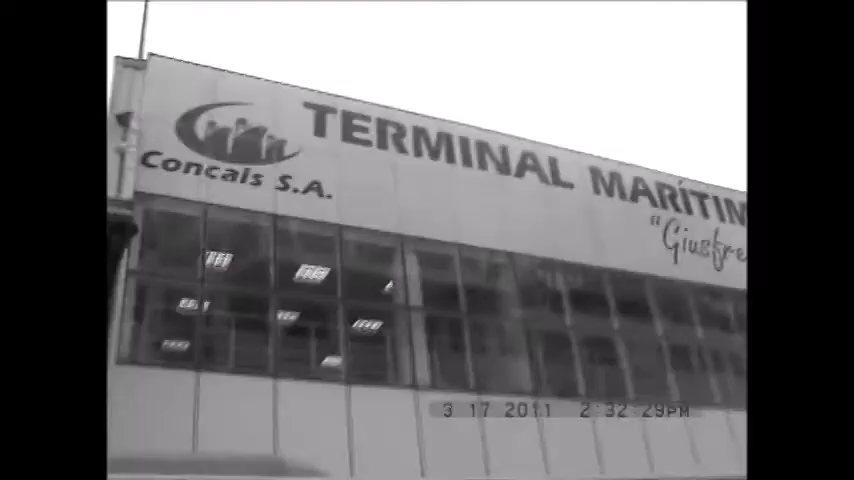 TERMINAL MARÍTIM
Concais S.A.
"Giusfre
3 17 2011 2:32:29PM